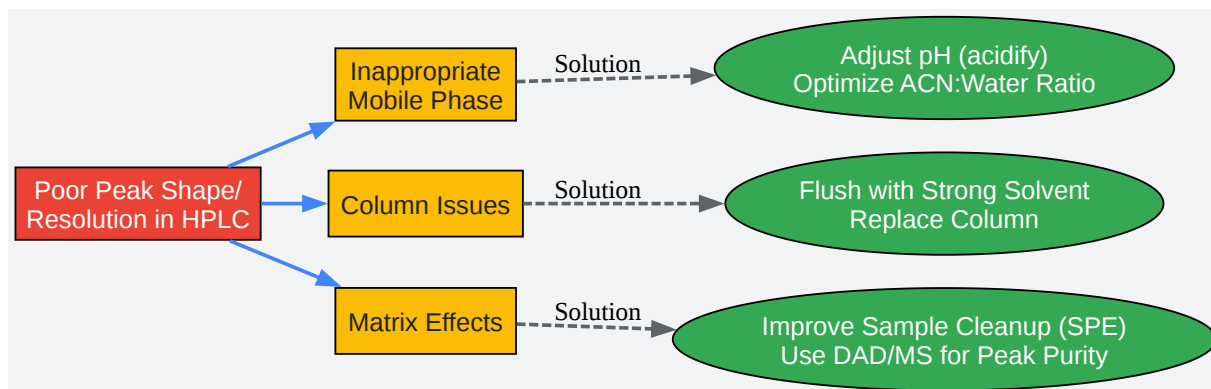 Poor Peak Shape/
Resolution in HPLC
Inappropriate
Mobile Phase
Solution
Adjust pH (acidify)
Optimize ACN:Water Ratio
Column Issues
Solution
Flush with Strong Solvent
Replace Column
Matrix Effects
Solution
Improve Sample Cleanup (SPE)
Use DAD/MS for Peak Purity